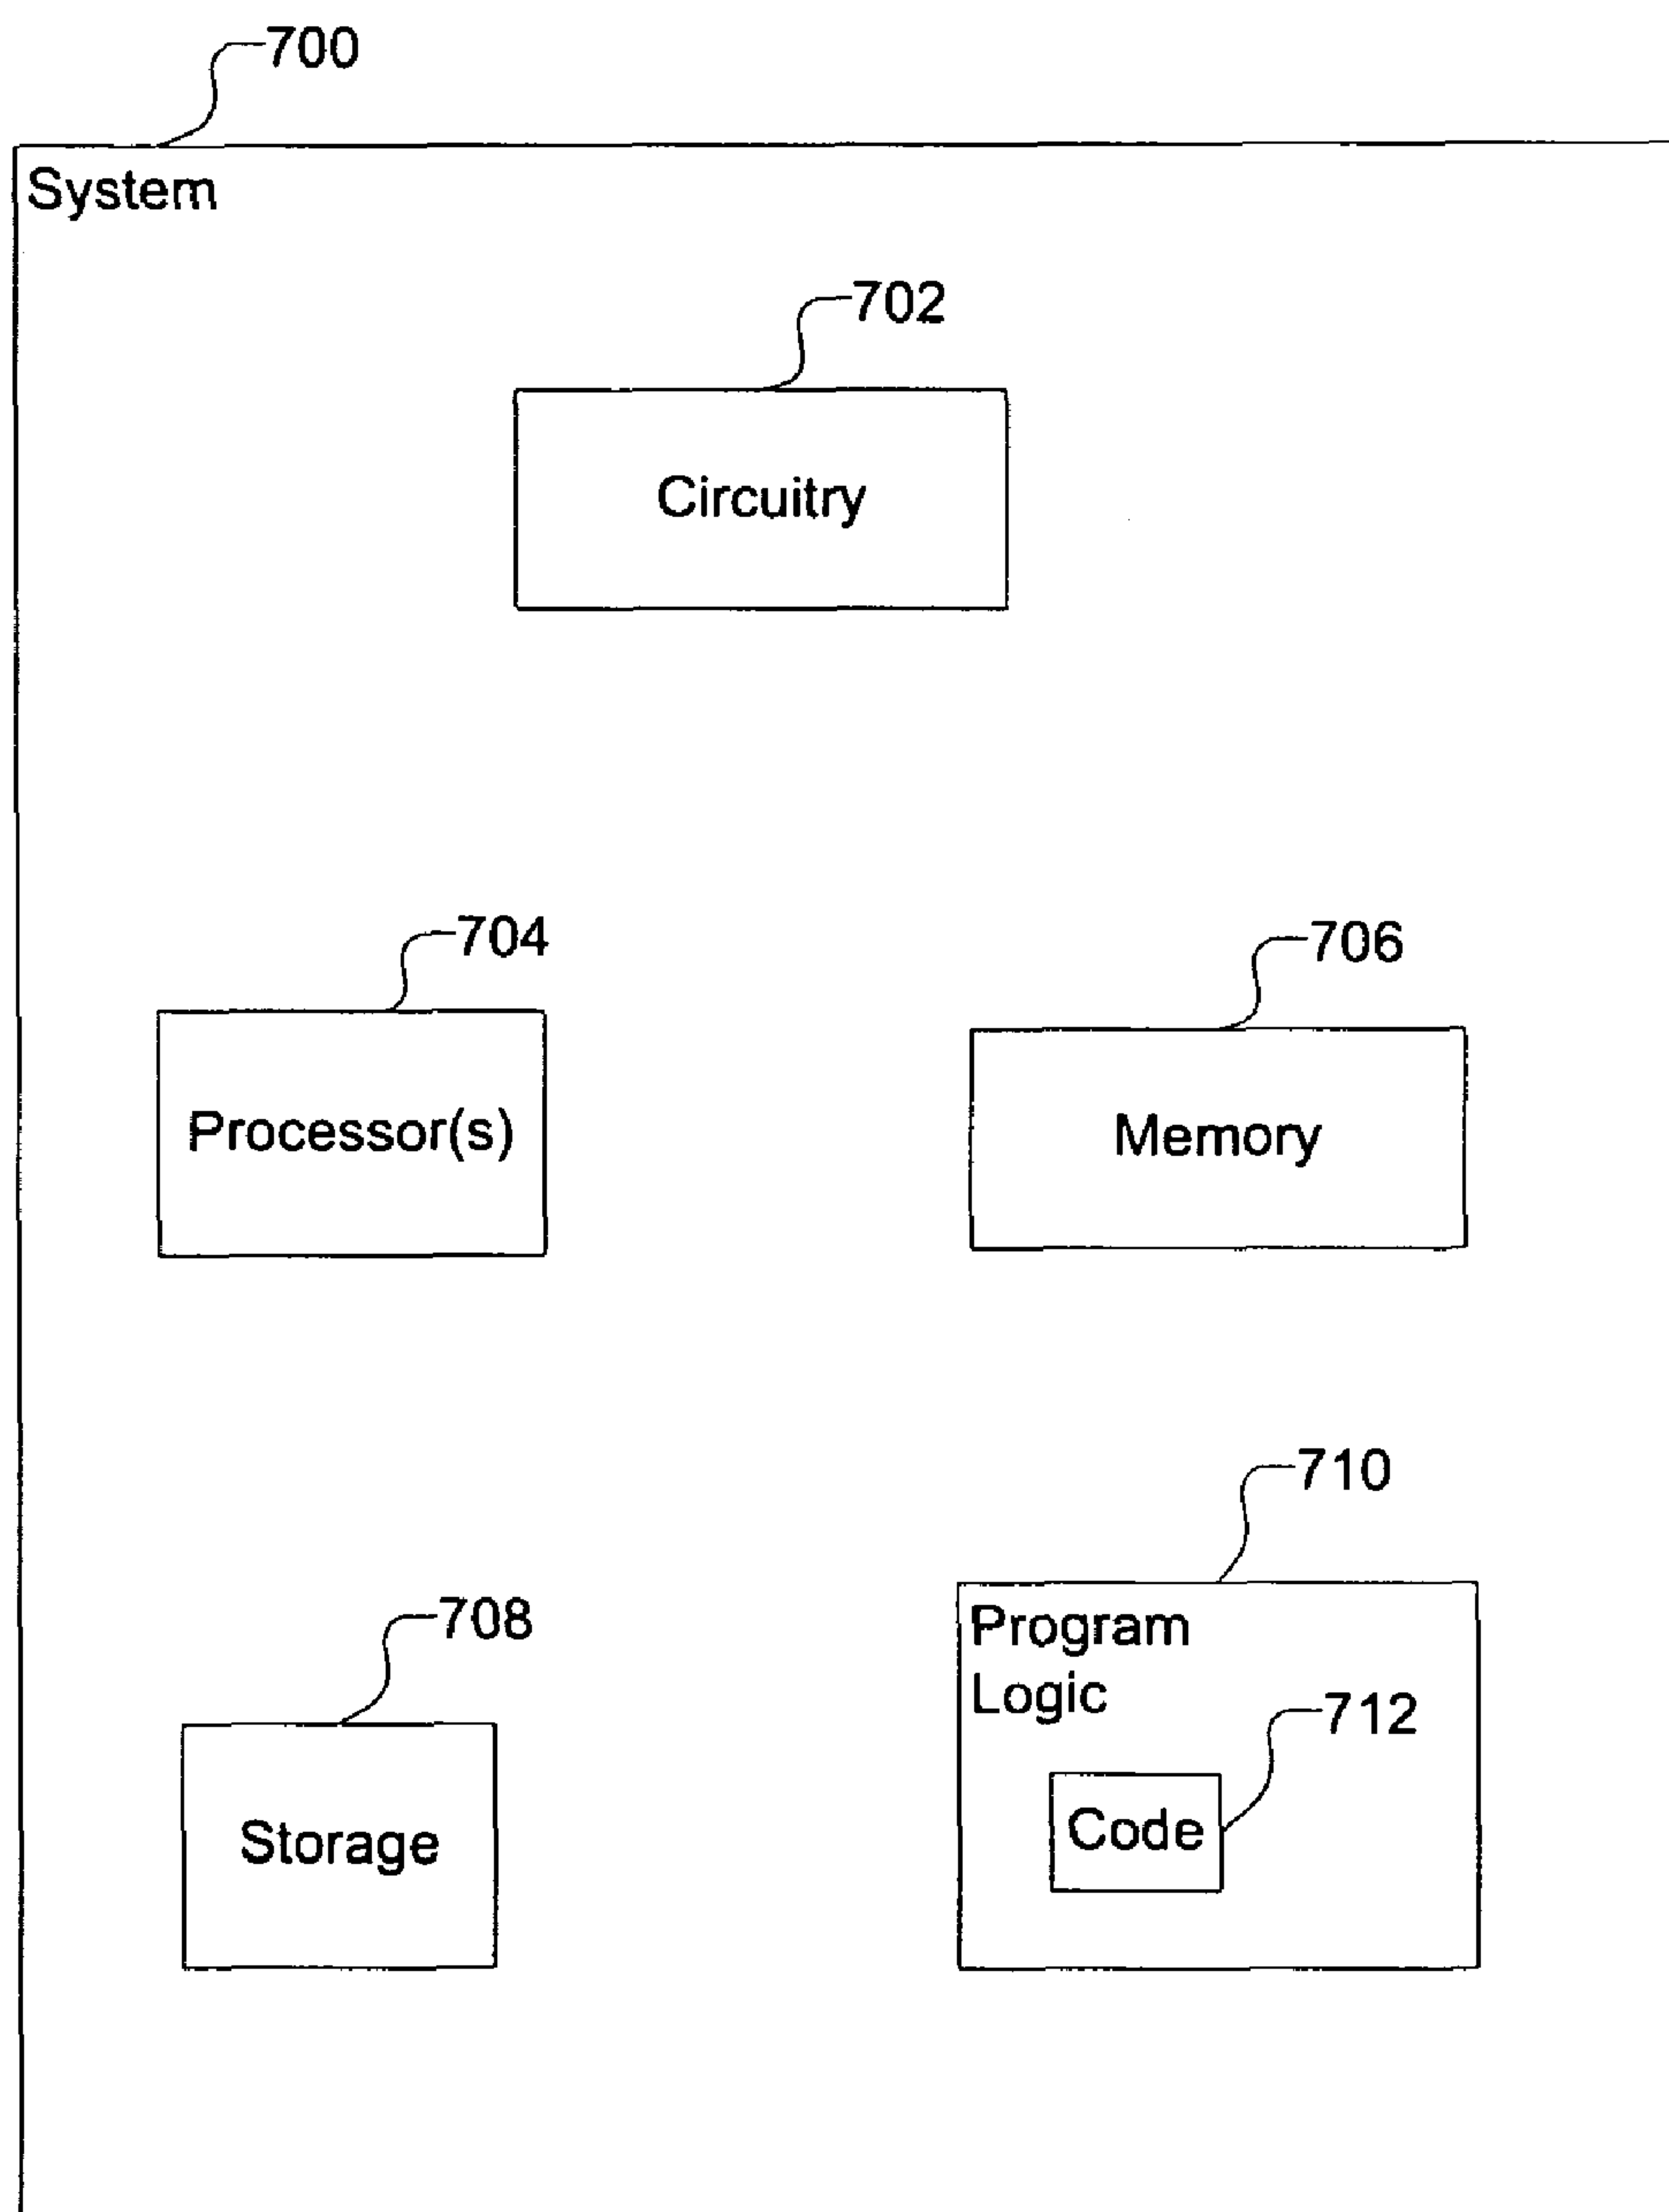 700
System
702
Circuitry
704
706
Processor(s)
Memory
710
708
Program
Logic
712
Code
Storage